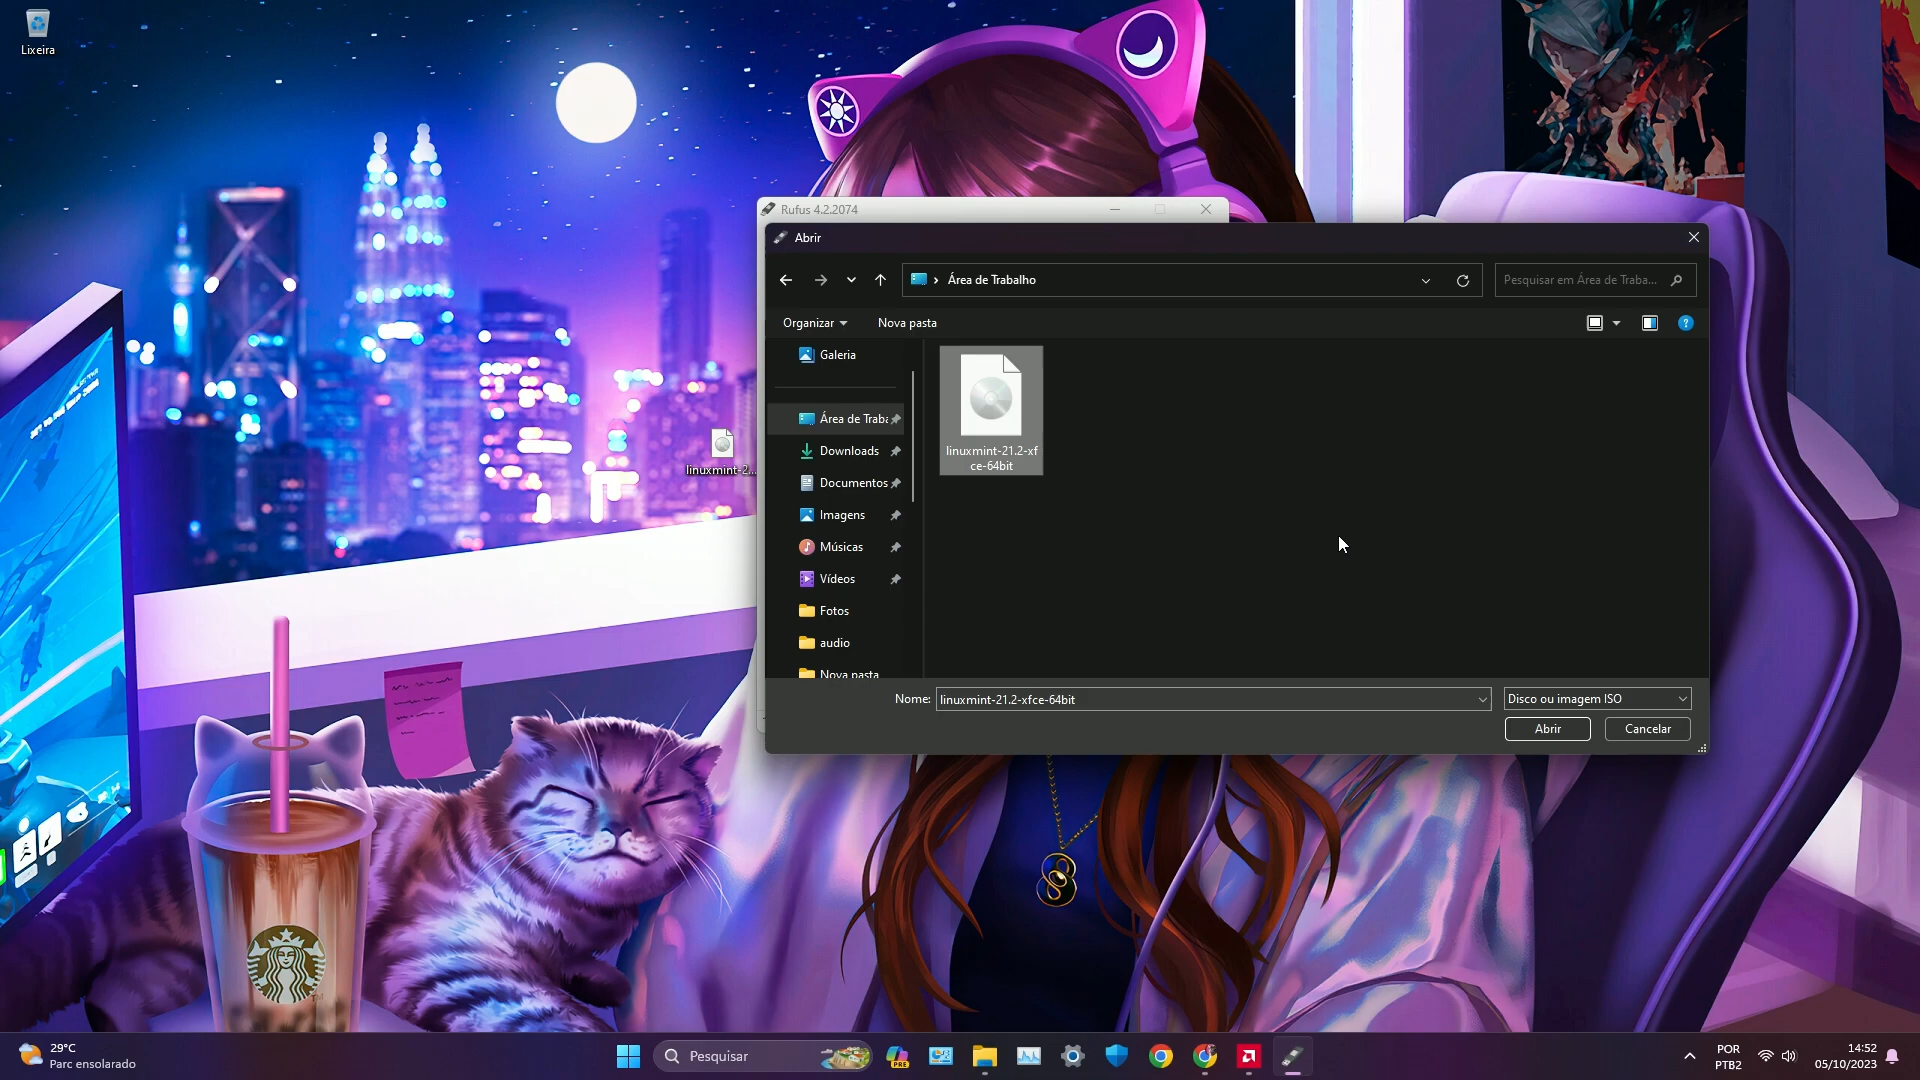 Lixeira
linuxmint-2...
Rufus 4.2.2074
Abrir
Área de Trabalho
Pesquisar em Área de Traba...
Organizar
Nova pasta
Galeria
Área de Traba
Downloads
Documentos
Imagens
Músicas
Vídeos
Fotos
audio
Nova pasta
linuxmint-21.2-xf
ce-64bit
Nome:
linuxmint-21.2-xfce-64bit
Disco ou imagem ISO
Abrir
Cancelar
29°C
Parc ensolarado
Pesquisar
PRE
POR
PTB2
14:52
05/10/2023